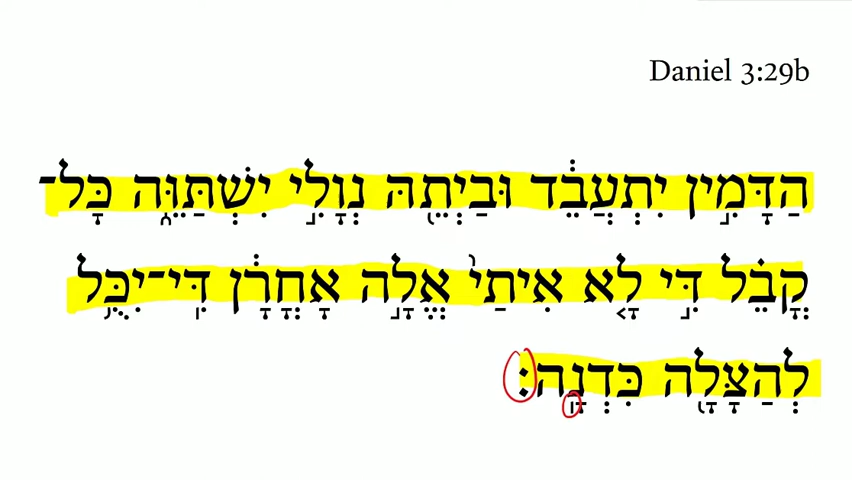 Daniel 3:29b
הַדָּמִ֣ין יִתְעֲבֵ֗ד וּבַיְתֵהּ֙ נְוָלִ֣י יִשְׁתַּוֵּ֔ה כָּל־
קֳבֵ֗ל דִּ֣י לָ֤א אִיתַי֙ אֱלָ֣ה אָחֳרָ֔ן דִּֽי־יִכֻּ֥ל
לְהַצָּלָ֖ה כִּדְנָֽה׃